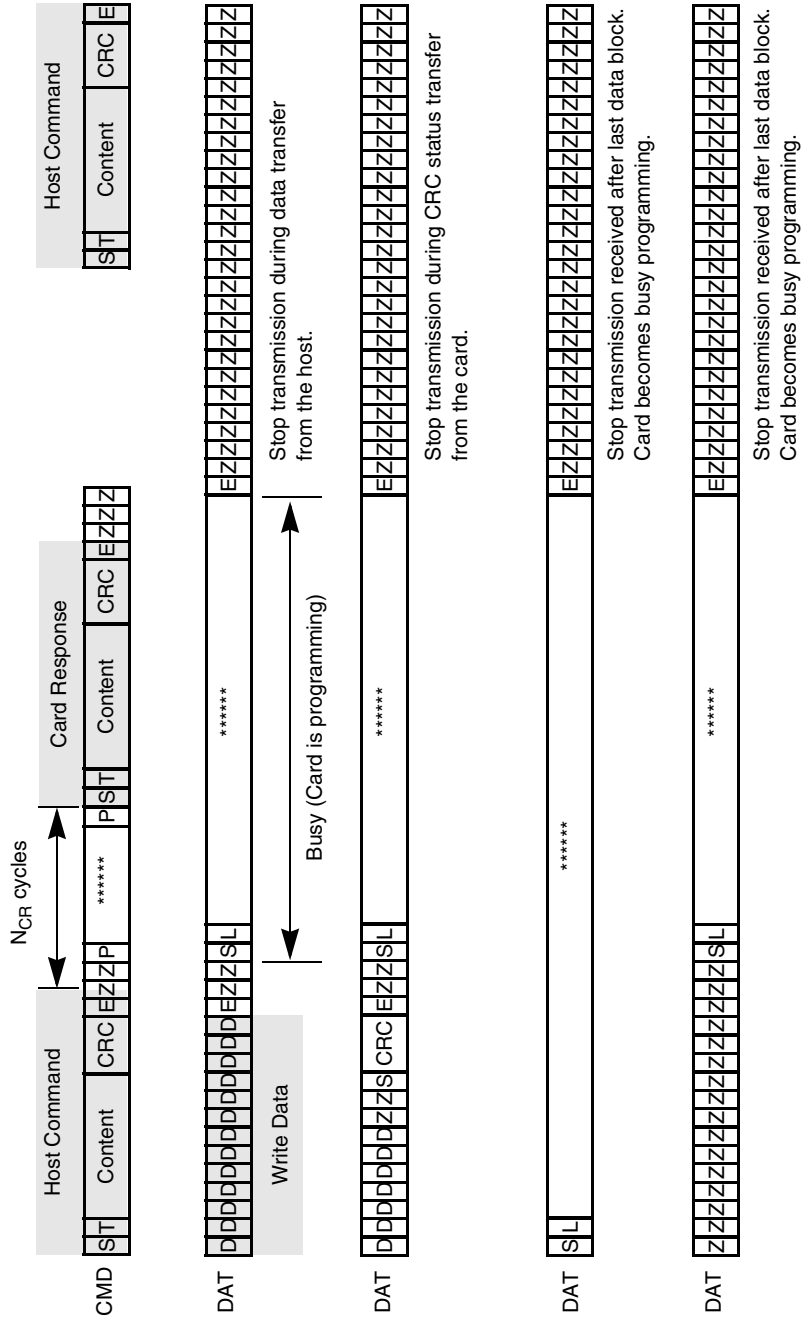 Host Command
N_CR cycles
Card Response
Host Command
CMD S T Content CRC E Z Z P ****** P S T Content CRC E Z Z Z S T Content CRC E
DAT D D D D D D D D D D D D D E Z Z S L ****** E Z Z Z Z Z Z Z Z Z Z Z Z Z Z Z Z Z Z Z Z Z Z Z Z Z Z
Write Data
Busy (Card is programming)
Stop transmission during data transfer
from the host.
DAT D D D D D D D Z Z S CRC E Z Z S L ****** E Z Z Z Z Z Z Z Z Z Z Z Z Z Z Z Z Z Z Z Z Z Z Z Z Z Z
Stop transmission during CRC status transfer
from the card.
DAT S L ****** E Z Z Z Z Z Z Z Z Z Z Z Z Z Z Z Z Z Z Z Z Z Z Z Z Z Z
Stop transmission received after last data block.
Card becomes busy programming.
DAT Z Z Z Z Z Z Z Z Z Z Z Z Z Z Z Z S L ****** E Z Z Z Z Z Z Z Z Z Z Z Z Z Z Z Z Z Z Z Z Z Z Z Z Z Z
Stop transmission received after last data block.
Card becomes busy programming.